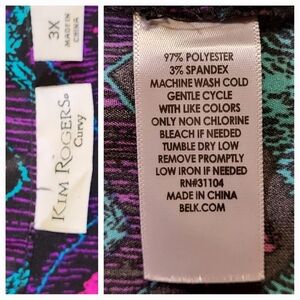 3X
MADE IN
CHINA
KIM ROGERS®
Curvy
97% POLYESTER
3% SPANDEX
MACHINE WASH COLD
GENTLE CYCLE
WITH LIKE COLORS
ONLY NON CHLORINE
BLEACH IF NEEDED
TUMBLE DRY LOW
REMOVE PROMPTLY
LOW IRON IF NEEDED
RN#31104
MADE IN CHINA
BELK.COM